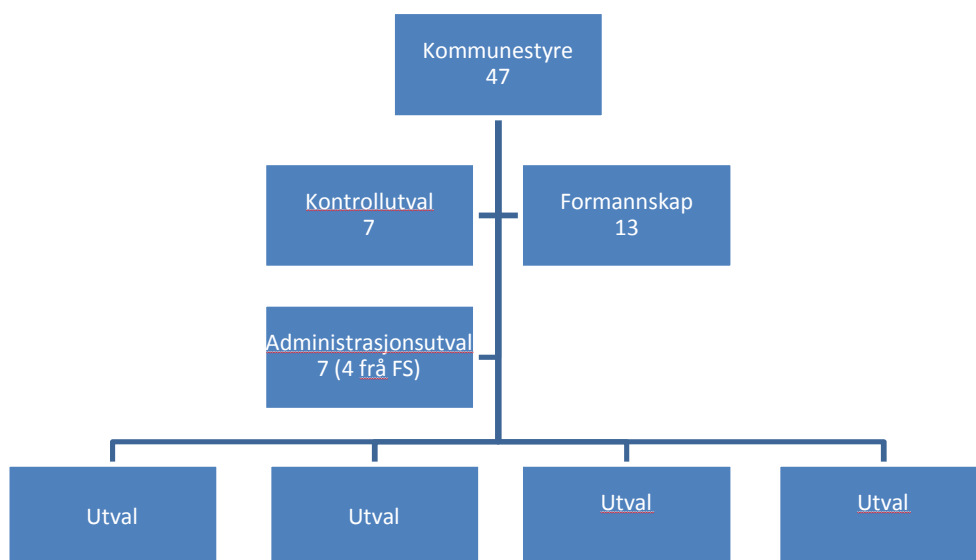 Kommunestyre
47
Kontrollutval
7
Formannskap
13
Administrasjonsutval
7 (4 frå FS)
Utval
Utval
Utval
Utval